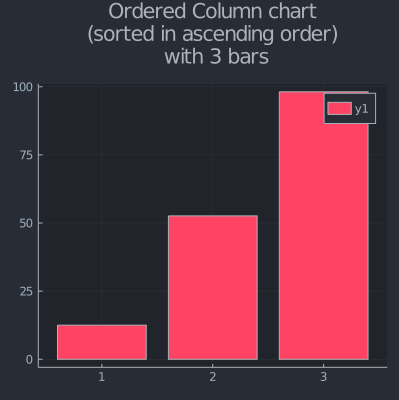 Ordered Column chart
(sorted in ascending order)
with 3 bars
100
75
50
25
0
y1
1 2 3